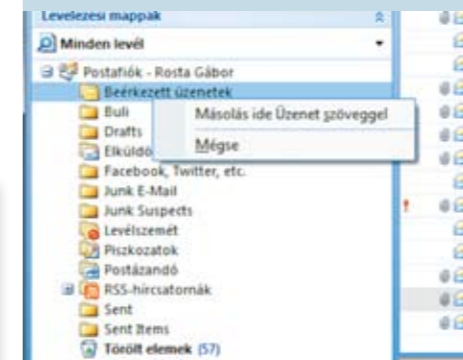 Levelezési mappák
Minden levél
Postafiók - Rosta Gábor
Beérkezett üzenetek
Buli
Másolás ide Üzenet szöveggel
Drafts
Mégse
Elküldö
Facebook, Twitter, etc.
Junk E-Mail
Junk Suspects
Levélszemét
Piszkozatok
Postázandó
RSS-hírcsatornák
Sent
Sent Items
Törölt elemek (57)